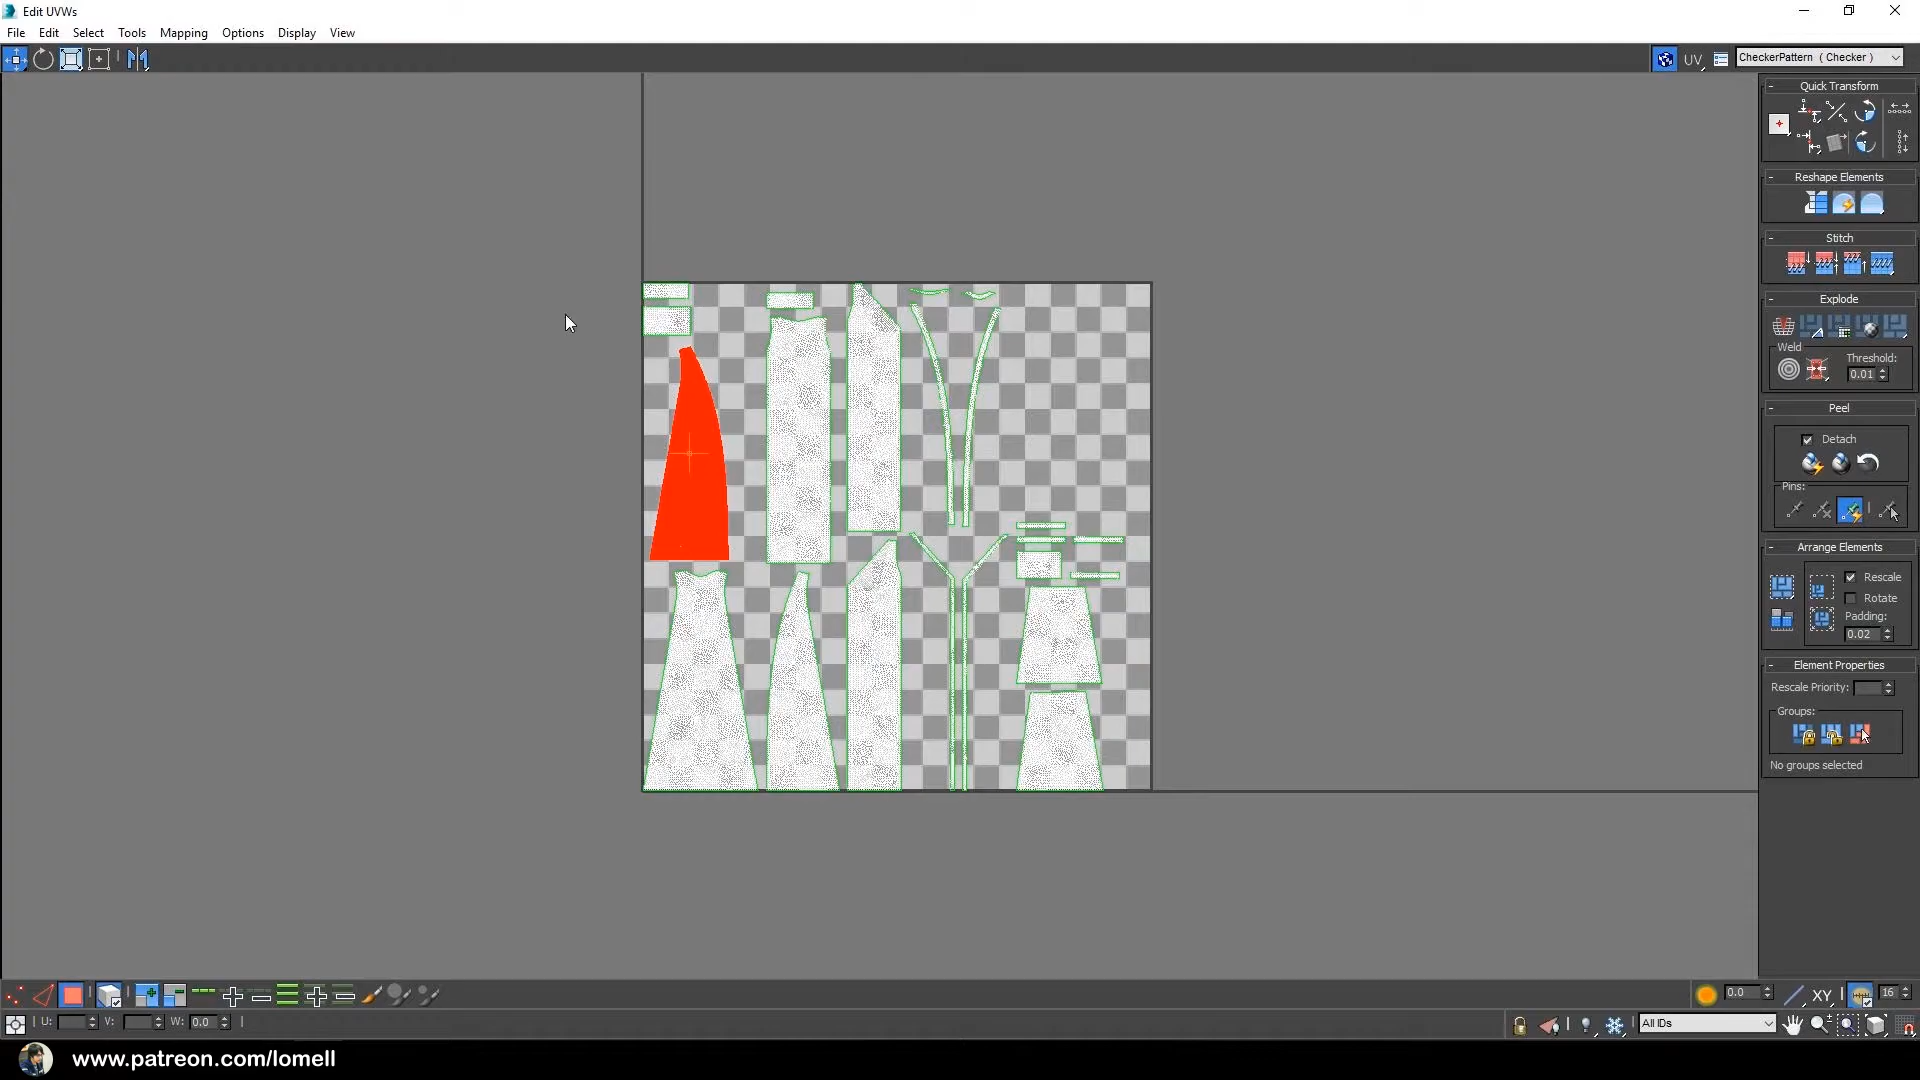 Edit UVWs
File Edit Select Tools Mapping Options Display View
UV
CheckerPattern ( Checker )
Quick Transform
Reshape Elements
Stitch
Explode
Weld
Threshold:
0.01
Peel
Detach
Pins:
Arrange Elements
Rescale
Rotate
Padding:
0.02
Element Properties
Rescale Priority:
Groups:
No groups selected
0.0
XY
16
U: V: W: 0.0
All IDs
www.patreon.com/lomell